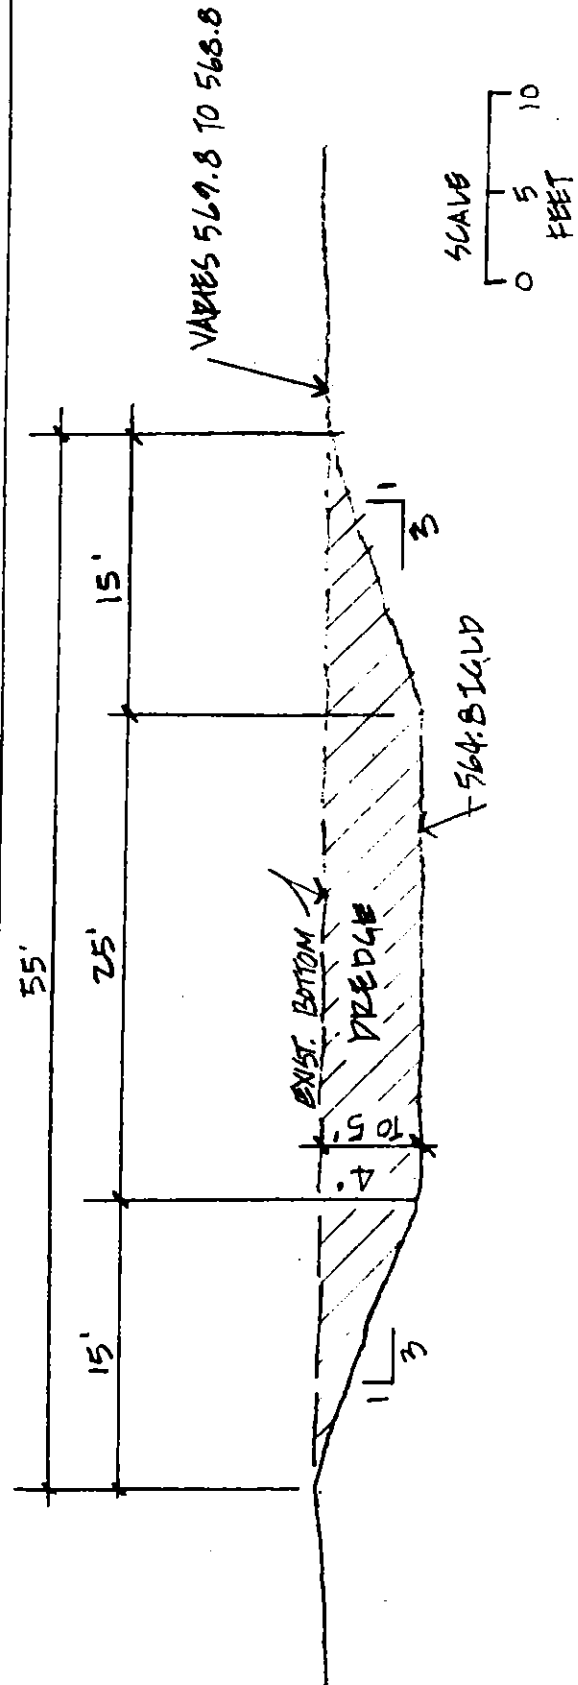 55'
15'
25'
15'
VARIES 569.8 TO 568.8
EXIST. BOTTOM
DREDGE
4'
TO 5'
1
3
1
3
564.8 IGLD
SCALE
0 5 10
FEET